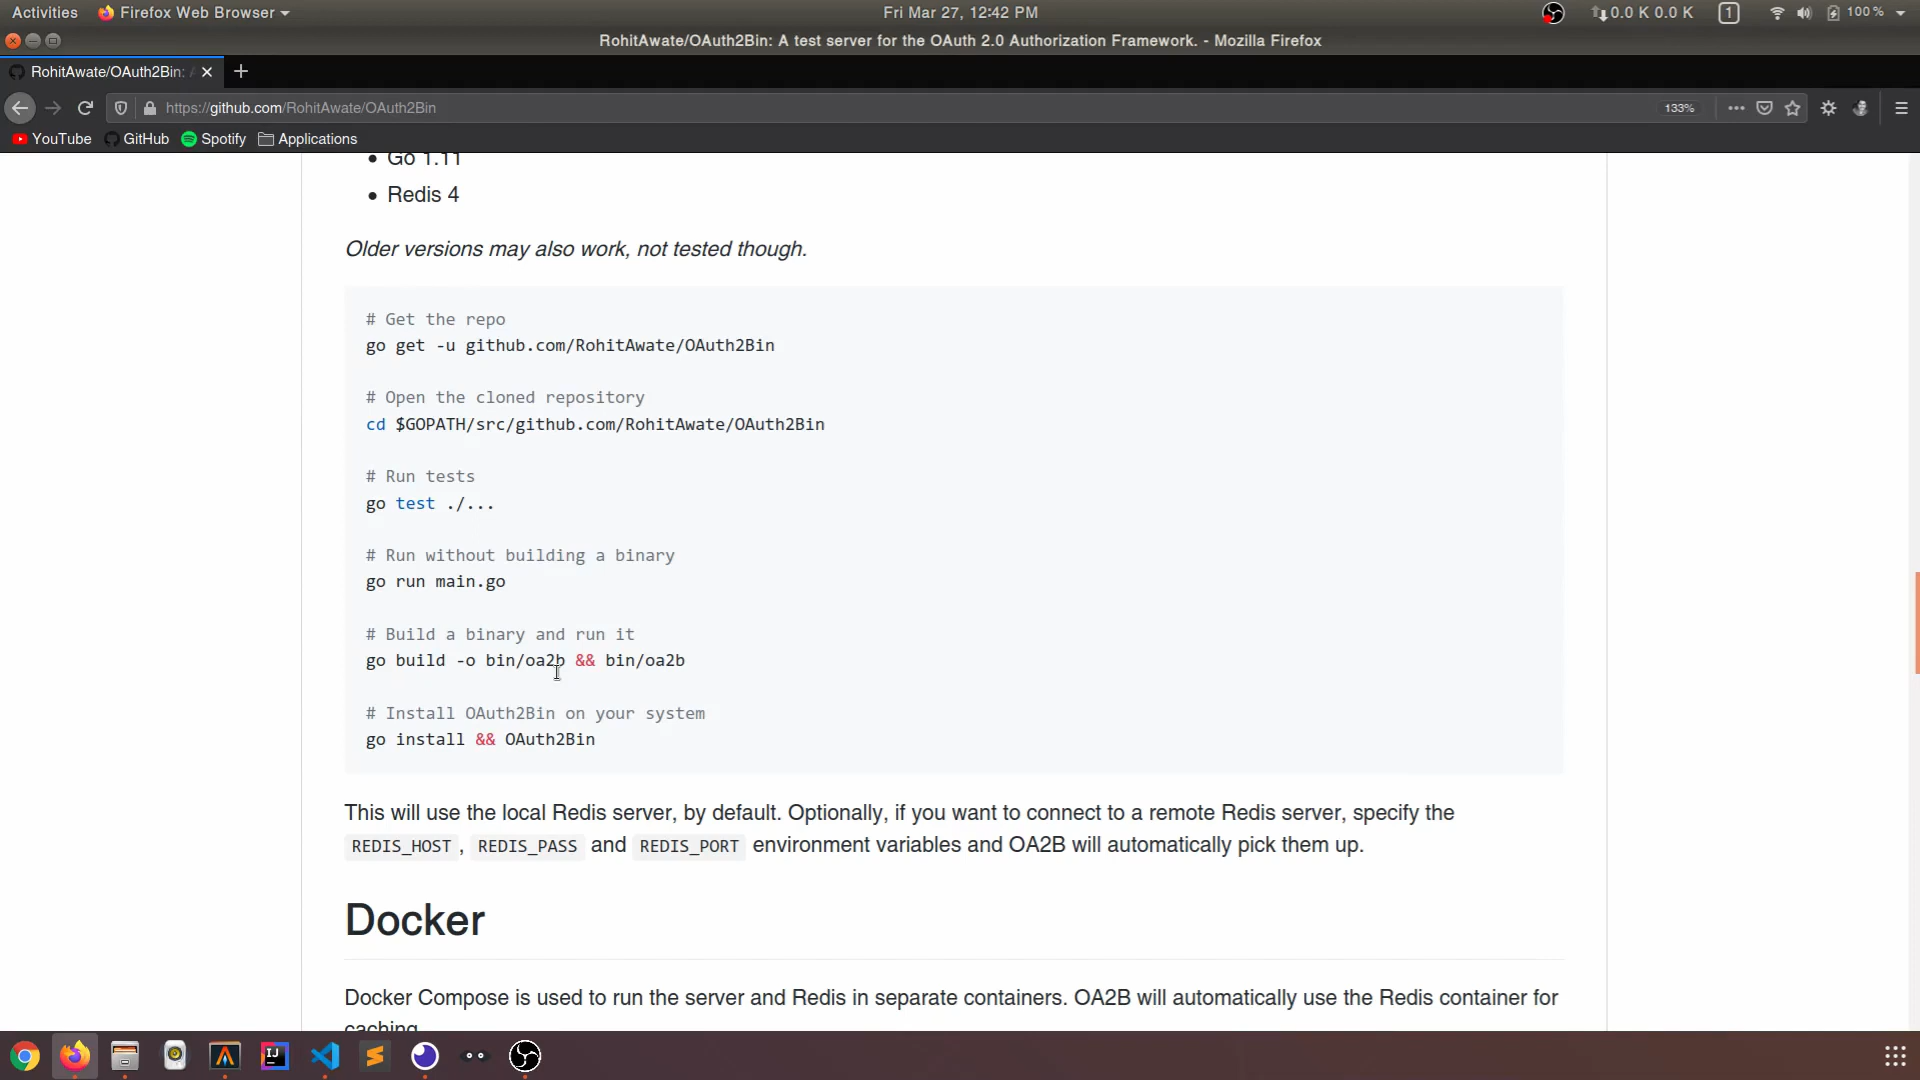 Activities
Firefox Web Browser
Fri Mar 27, 12:42 PM
0.0 K 0.0 K
1
100 %
RohitAwate/OAuth2Bin: A test server for the OAuth 2.0 Authorization Framework. - Mozilla Firefox
RohitAwate/OAuth2Bin:
https://github.com/RohitAwate/OAuth2Bin
133%
YouTube
GitHub
Spotify
Applications
Go 1.11
Redis 4
Older versions may also work, not tested though.
# Get the repo
go get -u github.com/RohitAwate/OAuth2Bin
# Open the cloned repository
cd $GOPATH/src/github.com/RohitAwate/OAuth2Bin
# Run tests
go test ./...
# Run without building a binary
go run main.go
# Build a binary and run it
go build -o bin/oa2b && bin/oa2b
# Install OAuth2Bin on your system
go install && OAuth2Bin
This will use the local Redis server, by default. Optionally, if you want to connect to a remote Redis server, specify the
REDIS_HOST , REDIS_PASS and REDIS_PORT environment variables and OA2B will automatically pick them up.
Docker
Docker Compose is used to run the server and Redis in separate containers. OA2B will automatically use the Redis container for
caching.
IJ